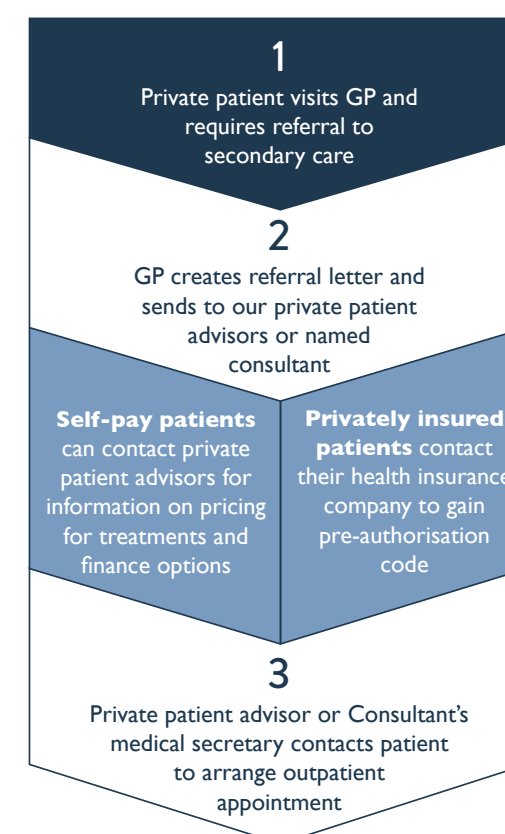 1
Private patient visits GP and
requires referral to
secondary care
2
GP creates referral letter and
sends to our private patient
advisors or named
consultant
Self-pay patients
can contact private
patient advisors for
information on pricing
for treatments and
finance options
Privately insured
patients contact
their health insurance
company to gain
pre-authorisation
code
3
Private patient advisor or Consultant's
medical secretary contacts patient
to arrange outpatient
appointment